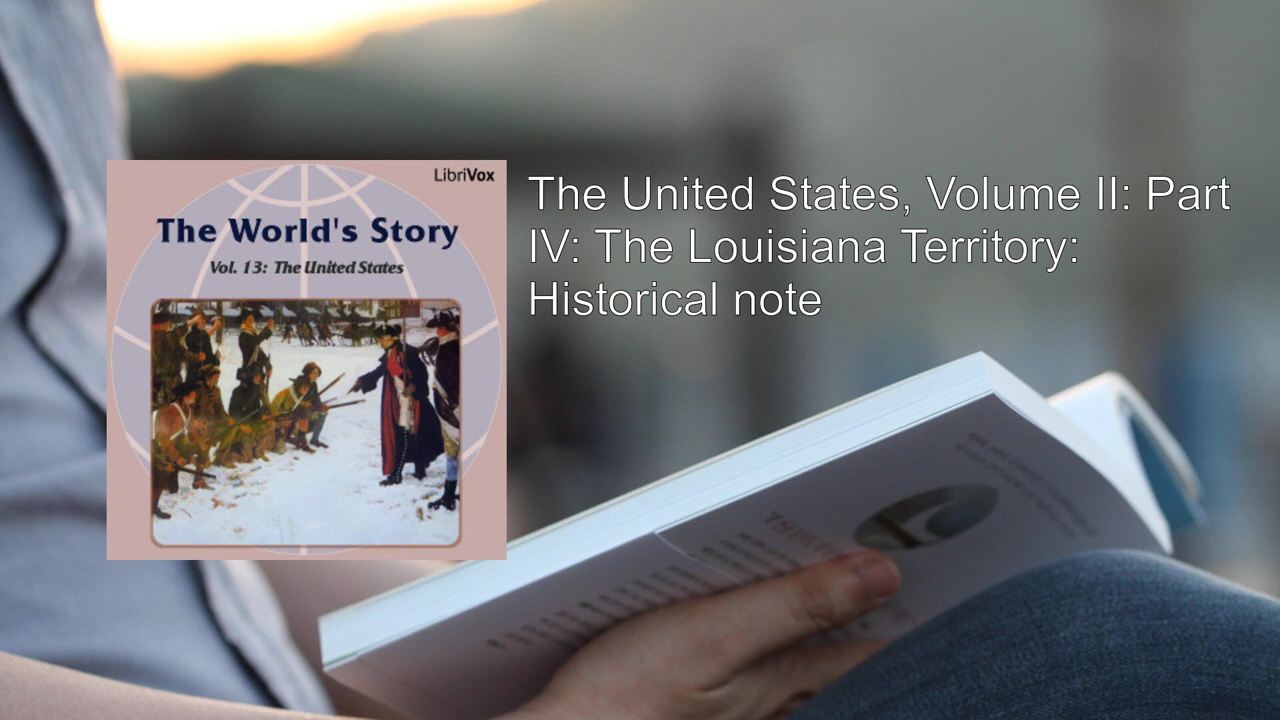 LibriVox
The World's Story
Vol. 13: The United States
The United States, Volume II: Part
IV: The Louisiana Territory:
Historical note